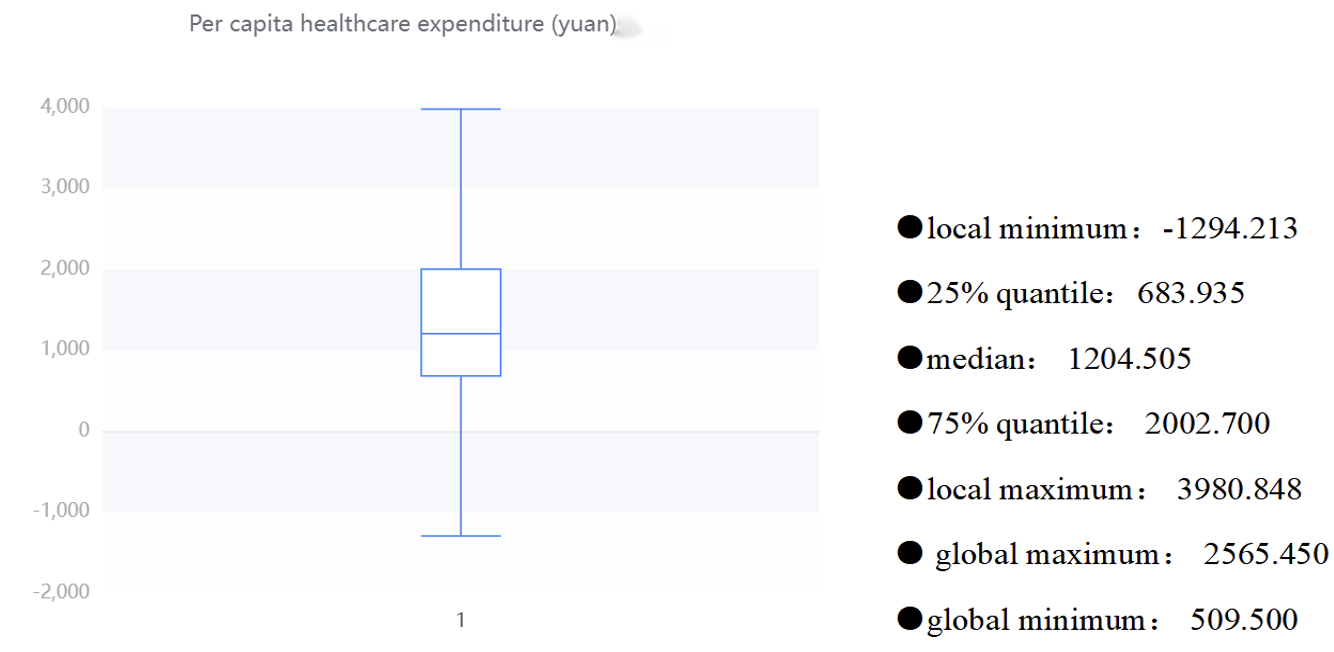 Per capita healthcare expenditure (yuan)
4,000
3,000
2,000
1,000
0
-1,000
-2,000
1
●local minimum：-1294.213
●25% quantile：683.935
●median： 1204.505
●75% quantile： 2002.700
●local maximum： 3980.848
● global maximum： 2565.450
●global minimum： 509.500